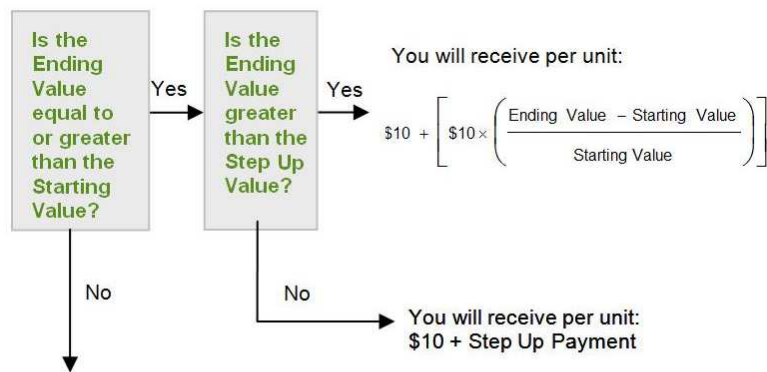 Is the
Ending
Value
equal to
or greater
than the
Starting
Value?
Yes
Is the
Ending
Value
greater
than the
Step Up
Value?
Yes
You will receive per unit:
$10 + [ $10 × ( Ending Value – Starting Value
Starting Value ) ]
No
No
You will receive per unit:
$10 + Step Up Payment